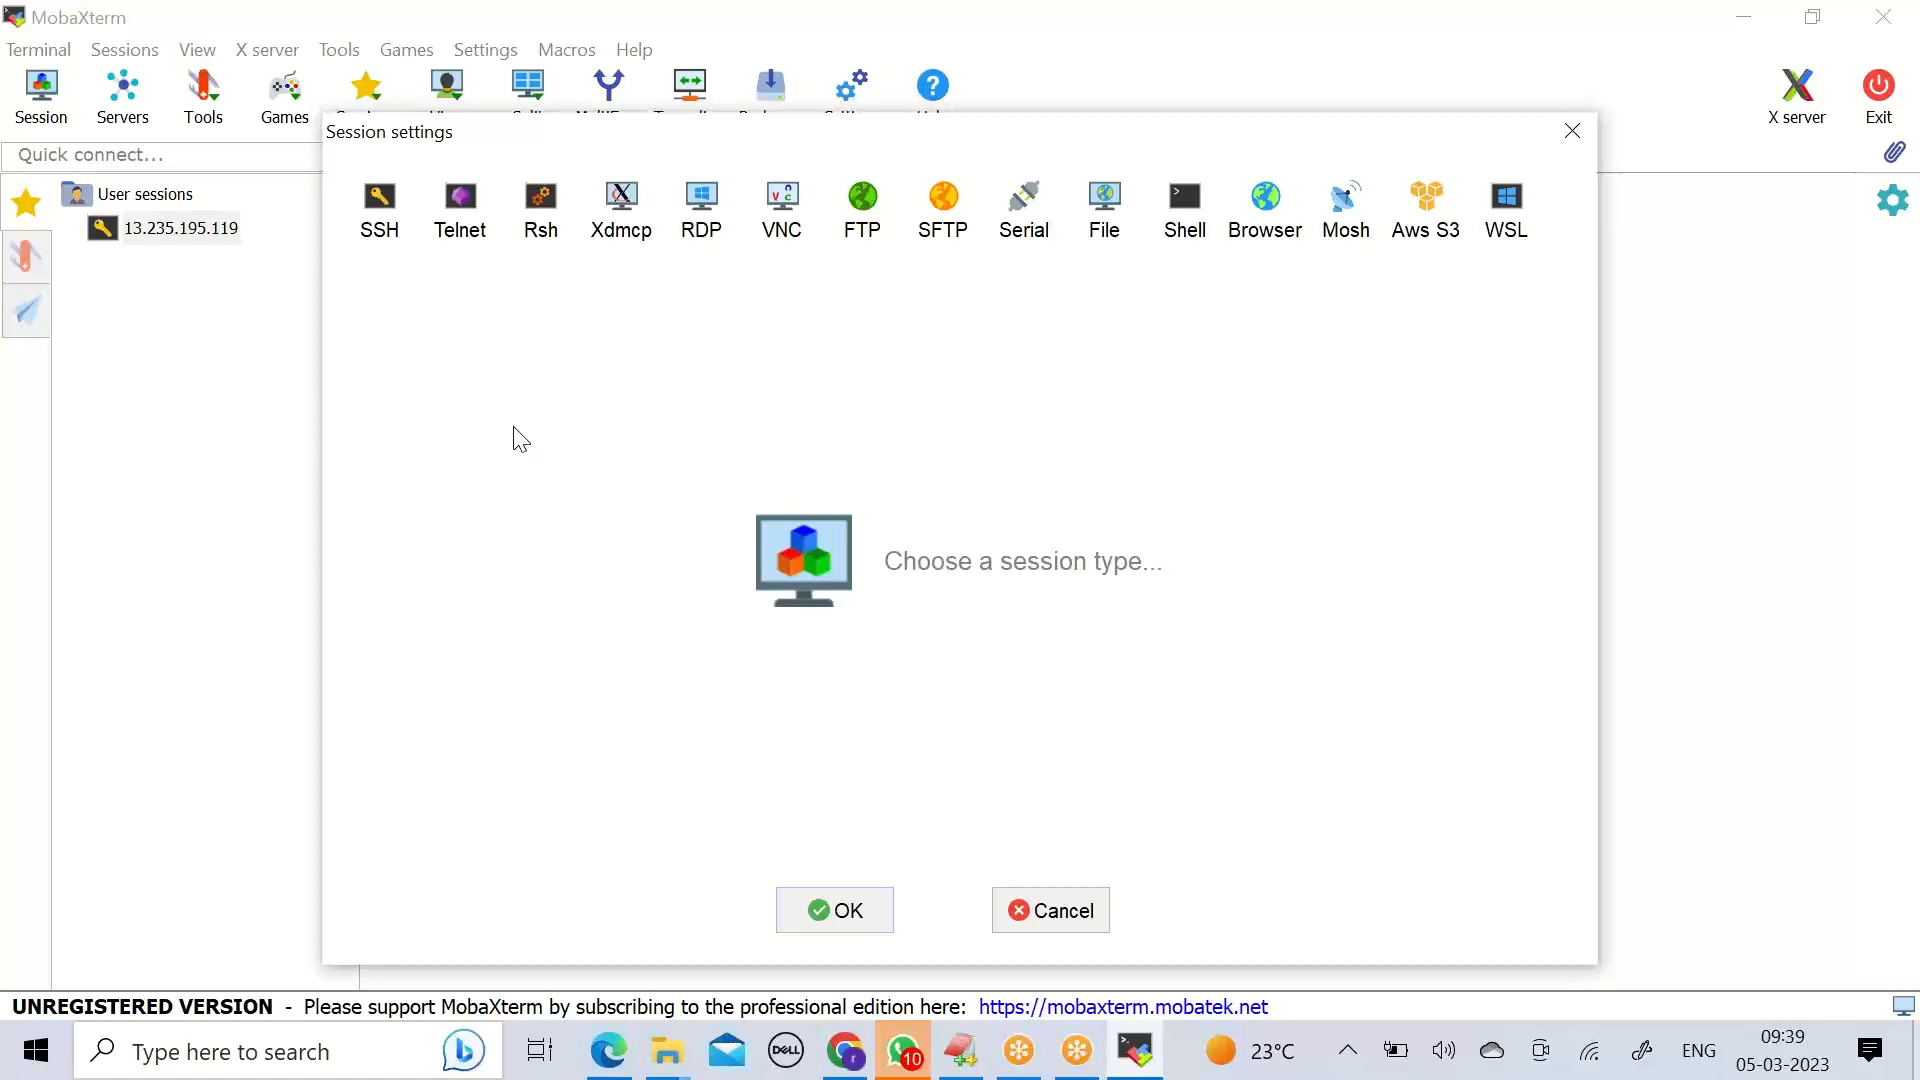 MobaXterm
Terminal Sessions View X server Tools Games Settings Macros Help
Session Servers Tools Games X server Exit
Session settings
Quick connect...
User sessions
13.235.195.119
SSH Telnet Rsh Xdmcp RDP VNC FTP SFTP Serial File Shell Browser Mosh Aws S3 WSL
Choose a session type...
OK Cancel
UNREGISTERED VERSION - Please support MobaXterm by subscribing to the professional edition here: https://mobaxterm.mobatek.net
Type here to search
DELL
10
23°C
ENG
09:39
05-03-2023